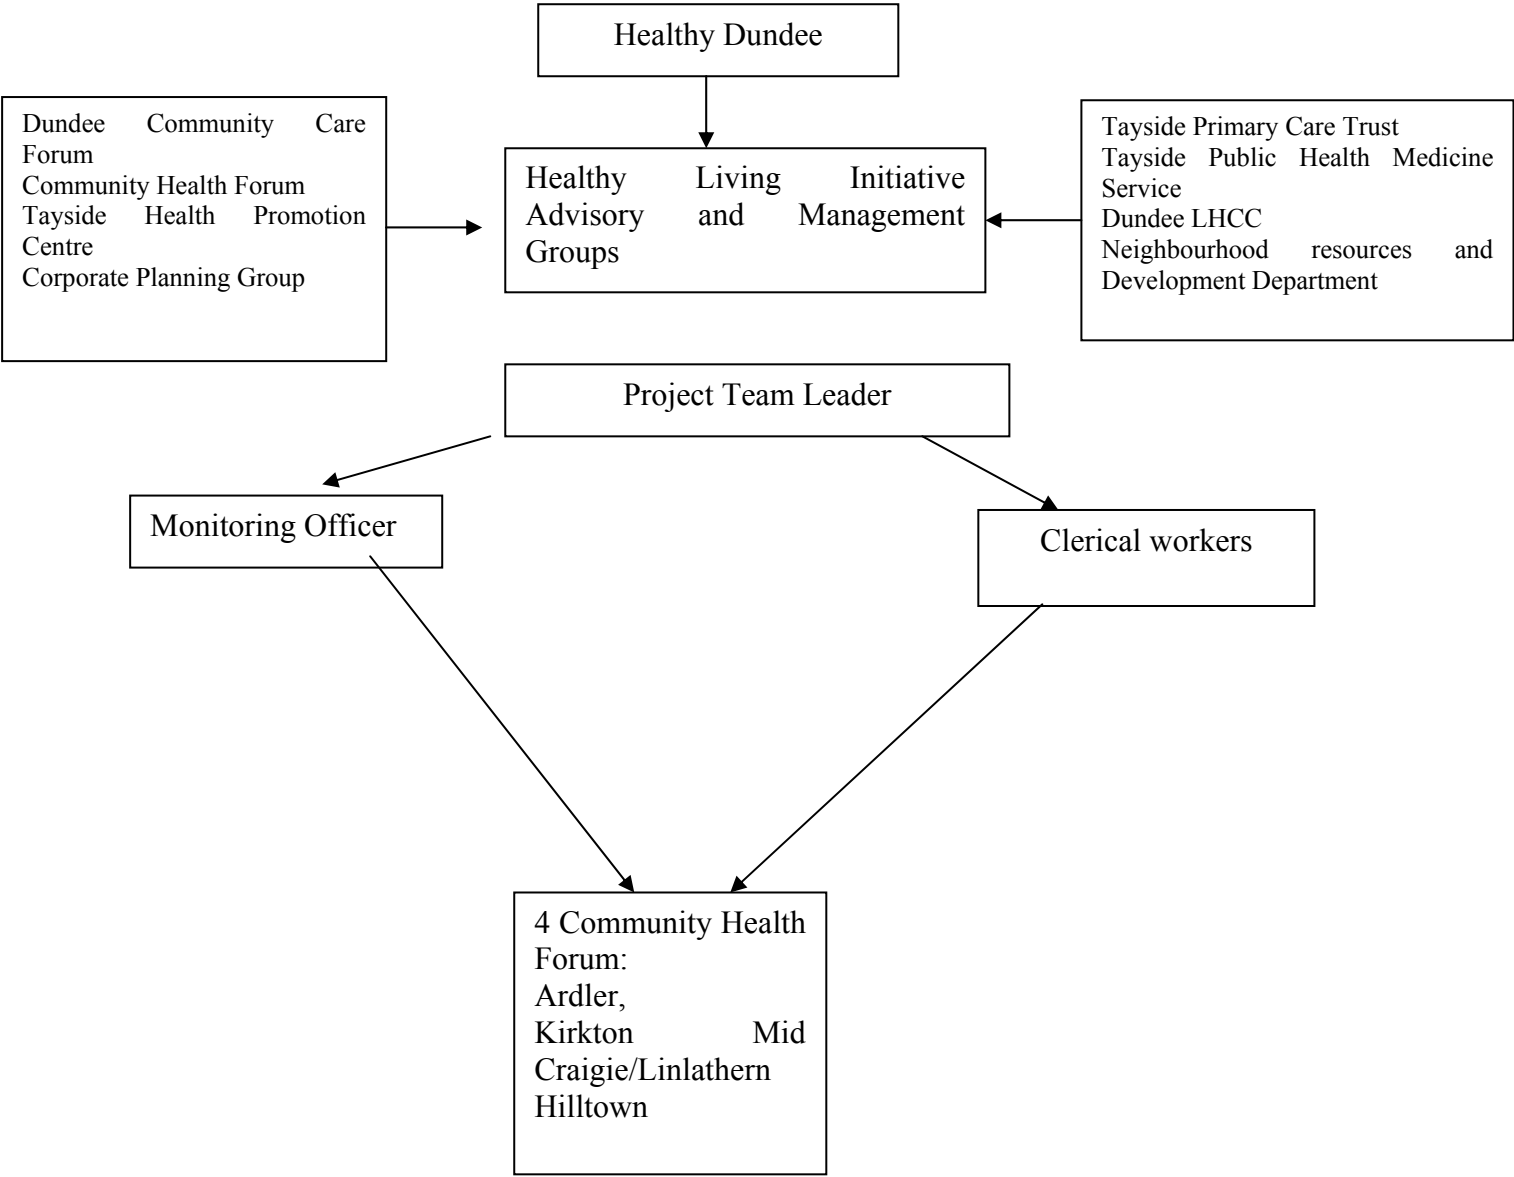 Healthy Dundee
Dundee Community Care
Forum
Community Health Forum
Tayside Health Promotion
Centre
Corporate Planning Group
Healthy Living Initiative
Advisory and Management
Groups
Tayside Primary Care Trust
Tayside Public Health Medicine
Service
Dundee LHCC
Neighbourhood resources and
Development Department
Project Team Leader
Monitoring Officer
Clerical workers
4 Community Health
Forum:
Ardler,
Kirkton Mid
Craigie/Linlathern
Hilltown